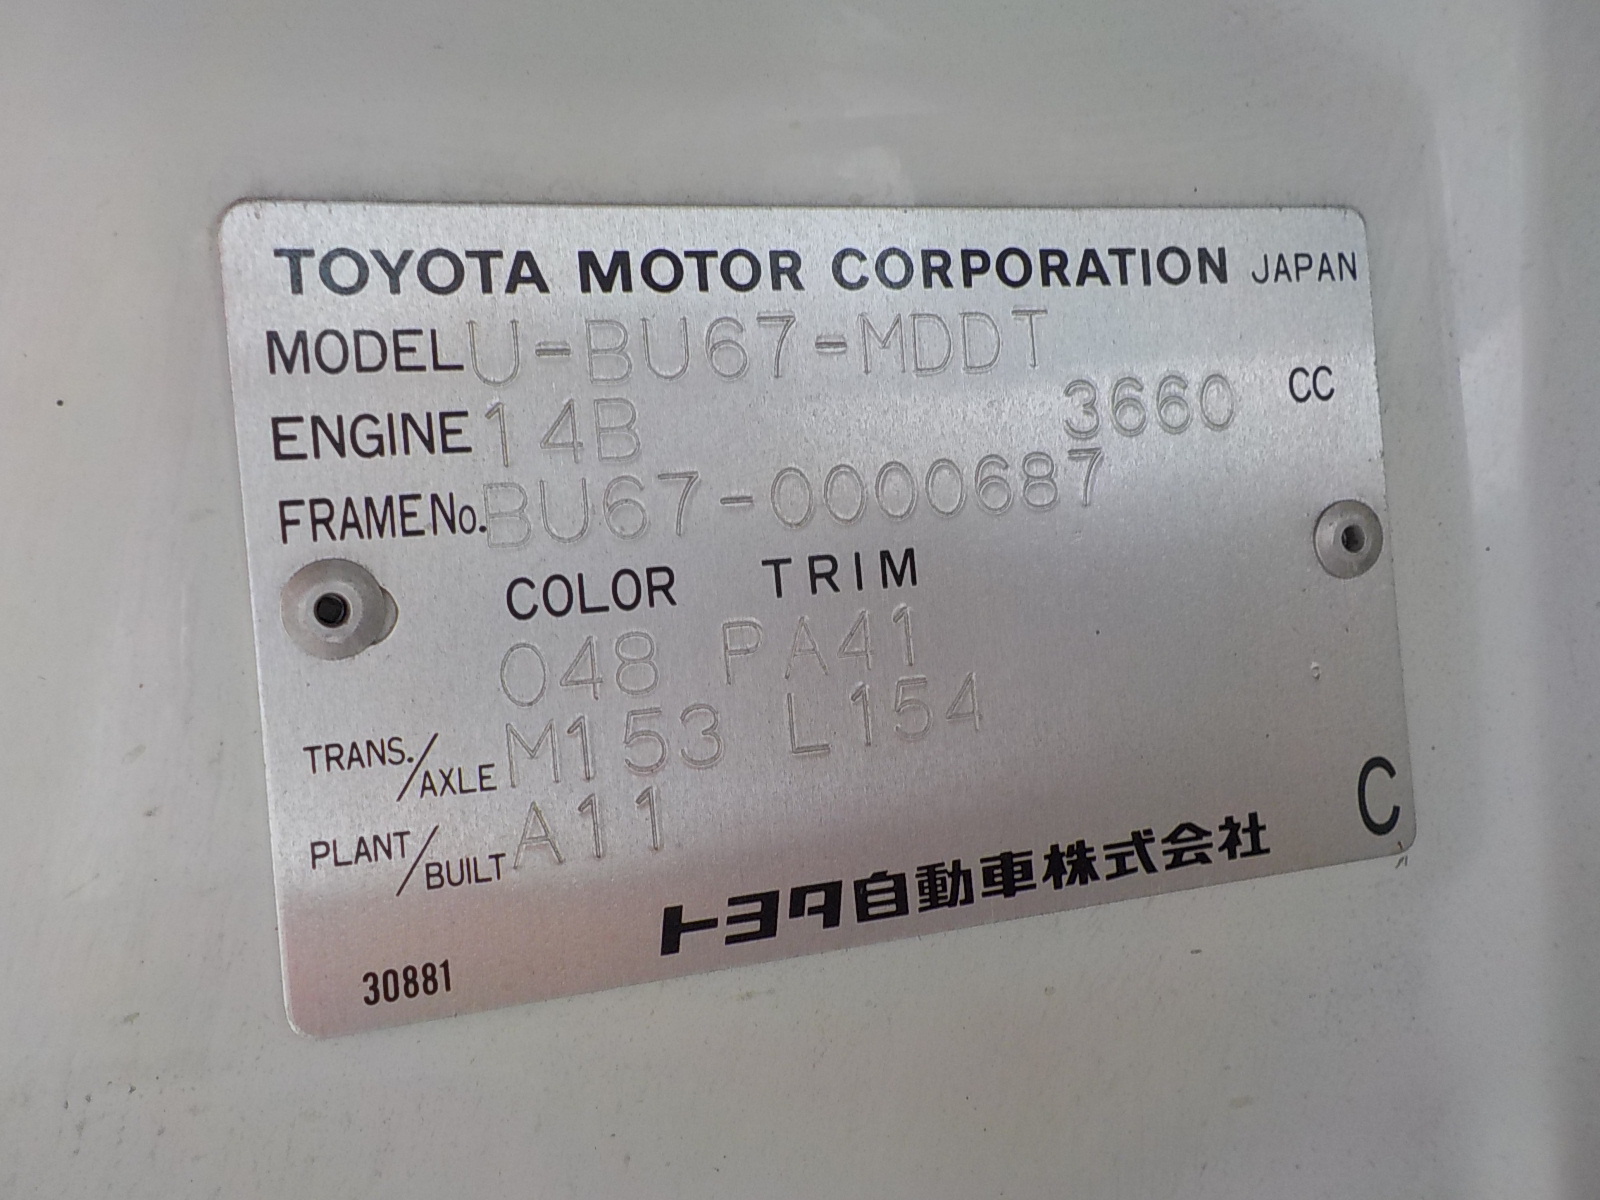 TOYOTA MOTOR CORPORATION JAPAN
MODEL U-BU67-MDDT
ENGINE 14B 3660 CC
FRAME No. BU67-0000687
COLOR TRIM
048 PA41
TRANS./AXLE M153 L154
PLANT/BUILT A11
トヨタ自動車株式会社 C
30881